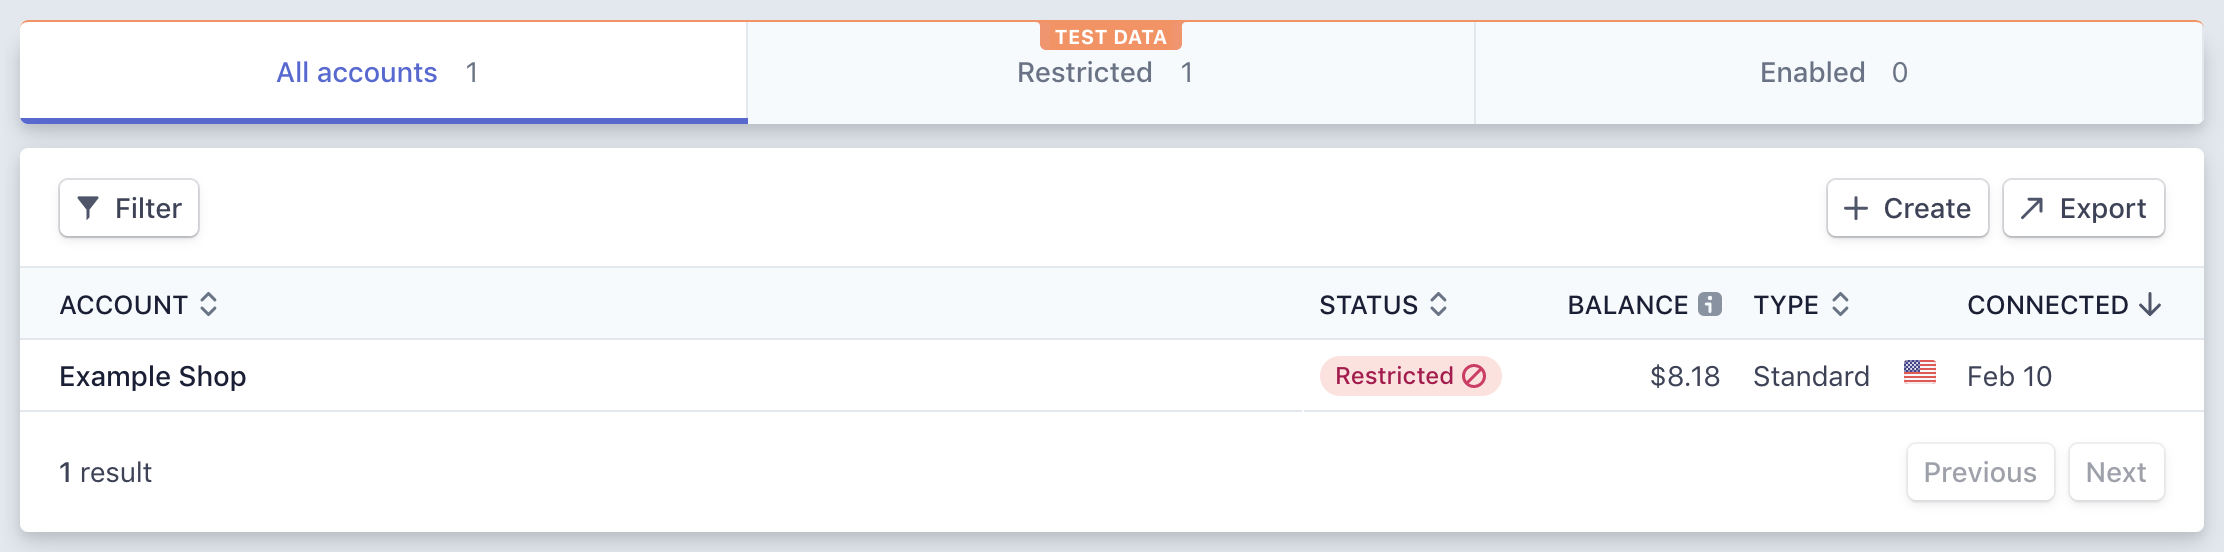 TEST DATA
All accounts 1 Restricted 1 Enabled 0
Filter Create Export
ACCOUNT STATUS BALANCE TYPE CONNECTED
Example Shop Restricted $8.18 Standard Feb 10
1 result Previous Next